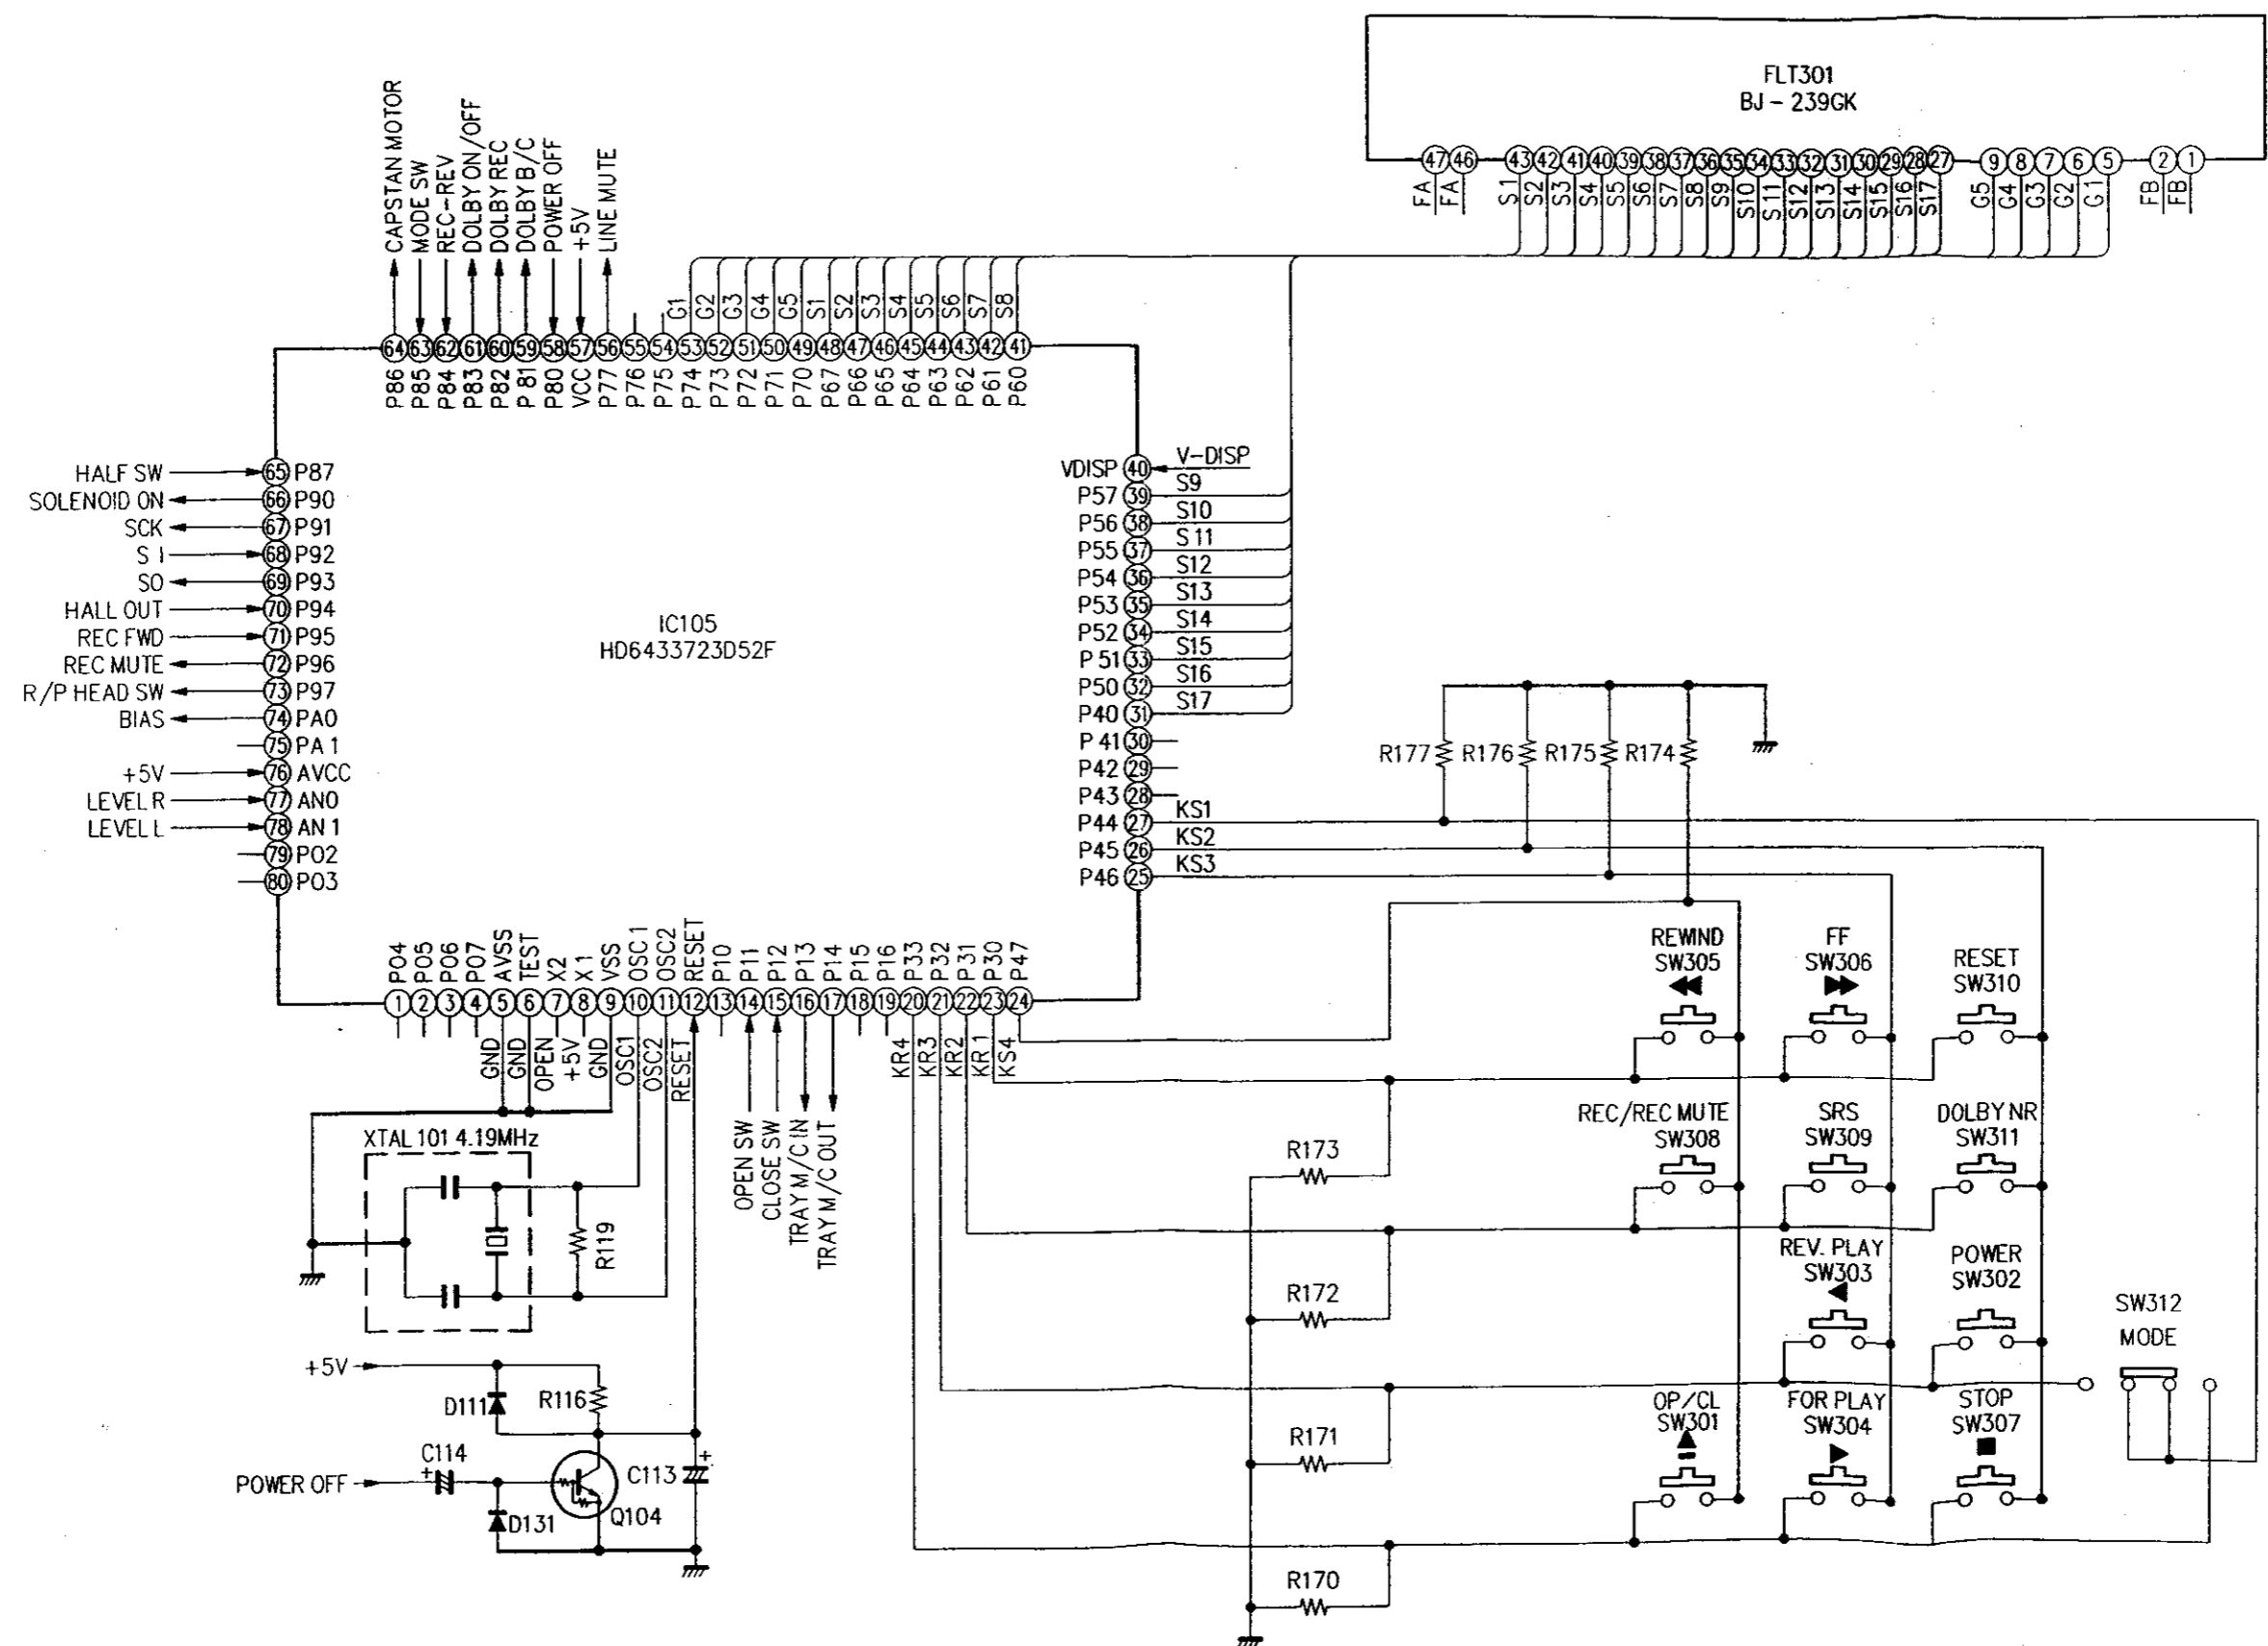 FLT301
BJ – 239GK
47 46 43 42 41 40 39 38 37 36 35 34 33 32 31 30 29 28 27 9 8 7 6 5 2 1
FA FA S1 S2 S3 S4 S5 S6 S7 S8 S9 S10 S11 S12 S13 S14 S15 S16 S17 G5 G4 G3 G2 G1 FB FB
CAPSTAN MOTOR
MODE SW
REC-REV
DOLBY ON/OFF
DOLBY REC
DOLBY B/C
POWER OFF
+5V
LINE MUTE
G1 G2 G3 G4 G5 S1 S2 S3 S4 S5 S6 S7 S8
64 63 62 61 60 59 58 57 56 55 54 53 52 51 50 49 48 47 46 45 44 43 42 41
P86 P85 P84 P83 P82 P81 P80 VCC P77 P76 P75 P74 P73 P72 P71 P70 P67 P66 P65 P64 P63 P62 P61 P60
HALF SW 65 P87
SOLENOID ON 66 P90
SCK 67 P91
SI 68 P92
SO 69 P93
HALL OUT 70 P94
REC FWD 71 P95
REC MUTE 72 P96
R/P HEAD SW 73 P97
BIAS 74 PA0
75 PA1
+5V 76 AVCC
LEVEL R 77 AN0
LEVEL L 78 AN1
79 PO2
80 PO3
IC105
HD6433723D52F
VDISP 40 V-DISP
P57 39 S9
P56 38 S10
P55 37 S11
P54 36 S12
P53 35 S13
P52 34 S14
P51 33 S15
P50 32 S16
P40 31 S17
P41 30
P42 29
P43 28
P44 27 KS1
P45 26 KS2
P46 25 KS3
R177 R176 R175 R174
PO4 PO5 PO6 PO7 AVSS TEST X2 X1 VSS OSC1 OSC2 RESET P10 P11 P12 P13 P14 P15 P16 P33 P32 P31 P30 P47
1 2 3 4 5 6 7 8 9 10 11 12 13 14 15 16 17 18 19 20 21 22 23 24
GND GND OPEN +5V GND OSC1 OSC2 RESET
OPEN SW
CLOSE SW
TRAY M/C IN
TRAY M/C OUT
KR4 KR3 KR2 KR1 KS4
REWIND
SW305
FF
SW306
RESET
SW310
REC/REC MUTE
SW308
SRS
SW309
DOLBY NR
SW311
REV. PLAY
SW303
POWER
SW302
SW312
MODE
OP/CL
SW301
FOR PLAY
SW304
STOP
SW307
R173
R172
R171
R170
XTAL 101 4.19MHz
R119
+5V
D111
R116
C114
+
POWER OFF
D131
Q104
C113
+